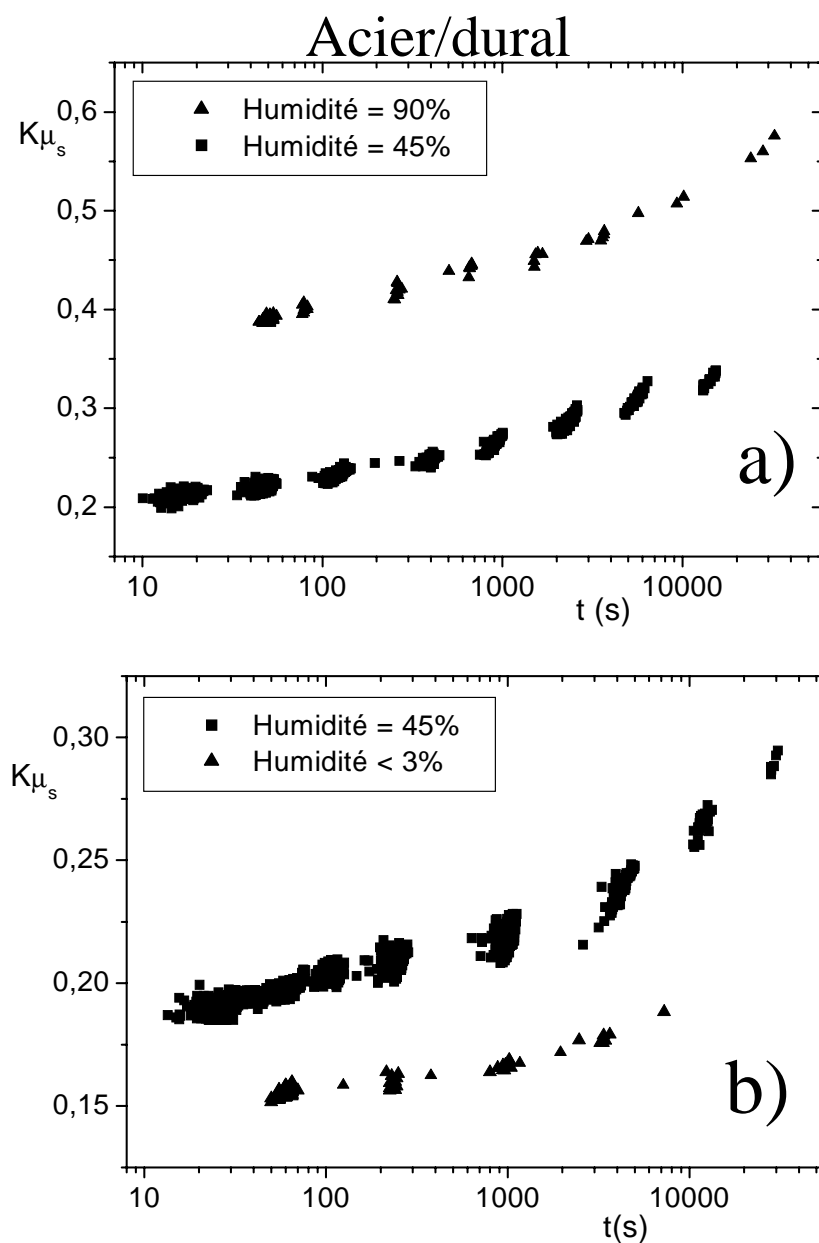 Acier/dural
Humidité = 90%
Humidité = 45%
Kμs
0,6
0,5
0,4
0,3
0,2
a)
10 100 1000 10000
t (s)
Humidité = 45%
Humidité < 3%
Kμs
0,30
0,25
0,20
0,15
b)
10 100 1000 10000
t(s)